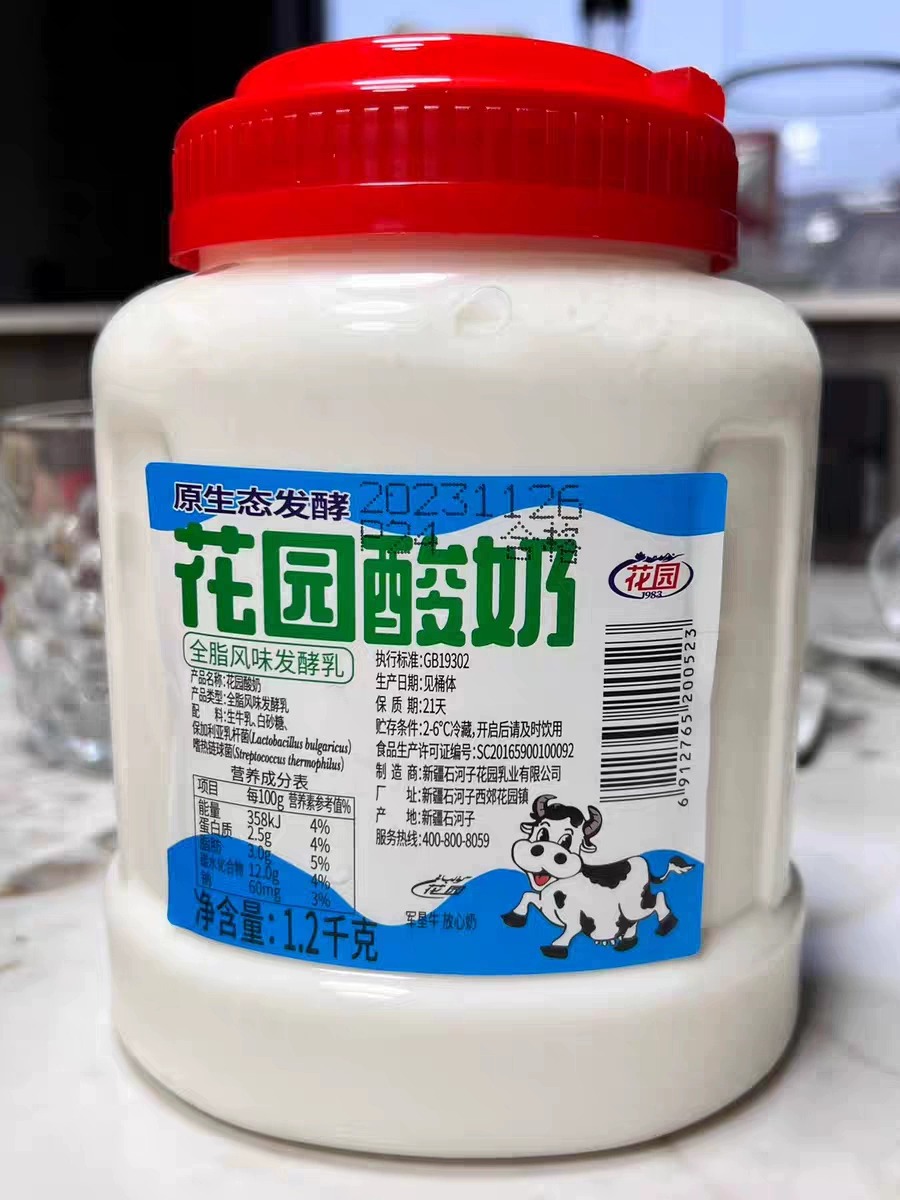 原生态发酵
20231126
P24 合格
花园酸奶
花园
1983
全脂风味发酵乳
产品名称:花园酸奶
产品类型:全脂风味发酵乳
配 料:生牛乳、白砂糖、
保加利亚乳杆菌(Lactobacillus bulgaricus)
嗜热链球菌(Streptococcus thermophilus)
营养成分表
项目 每100g 营养素参考值%
能量 358kJ 4%
蛋白质 2.5g 4%
脂肪 3.0g 5%
碳水化合物 12.0g 4%
钠 60mg 3%
净含量:1.2千克
执行标准:GB19302
生产日期:见桶体
保 质 期:21天
贮存条件:2-6℃冷藏,开启后请及时饮用
食品生产许可证编号:SC20165900100092
制 造 商:新疆石河子花园乳业有限公司
厂 址:新疆石河子西郊花园镇
产 地:新疆石河子
服务热线:400-800-8059
花园
军垦牛 放心奶
6 912765 200523